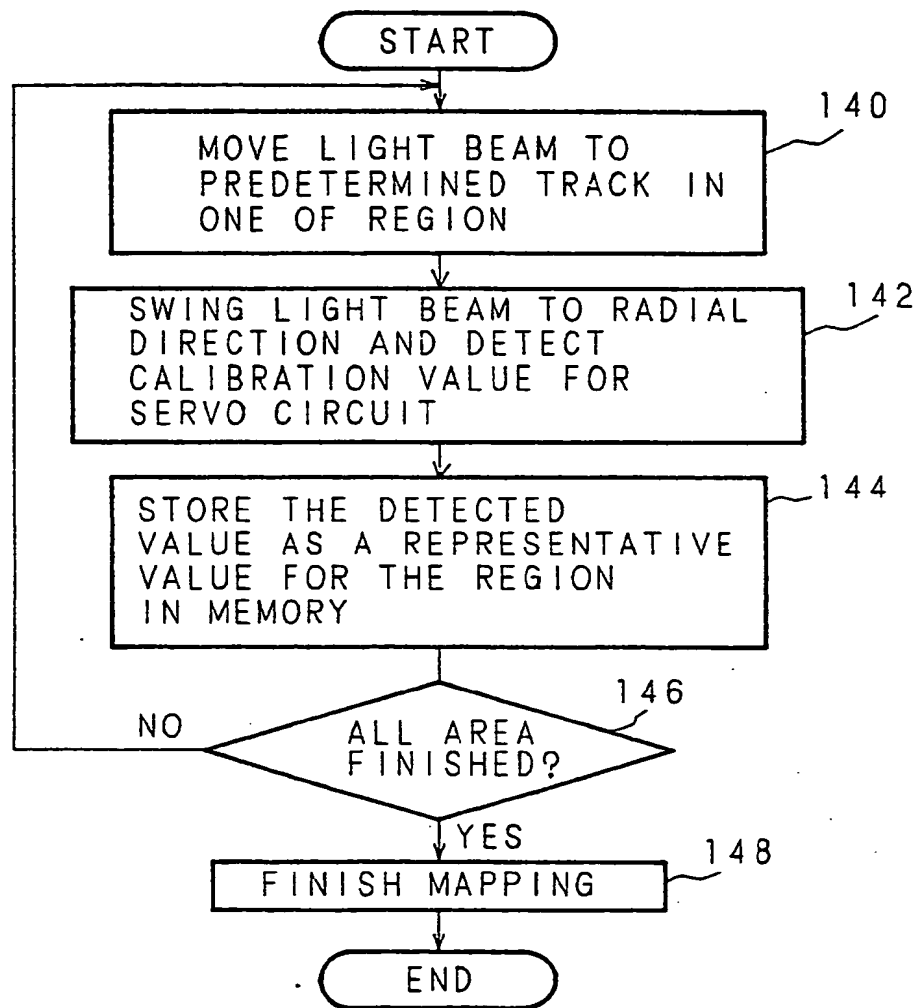 START
140
MOVE LIGHT BEAM TO
PREDETERMINED TRACK IN
ONE OF REGION
142
SWING LIGHT BEAM TO RADIAL
DIRECTION AND DETECT
CALIBRATION VALUE FOR
SERVO CIRCUIT
144
STORE THE DETECTED
VALUE AS A REPRESENTATIVE
VALUE FOR THE REGION
IN MEMORY
146
NO
ALL AREA
FINISHED?
YES
148
FINISH MAPPING
END